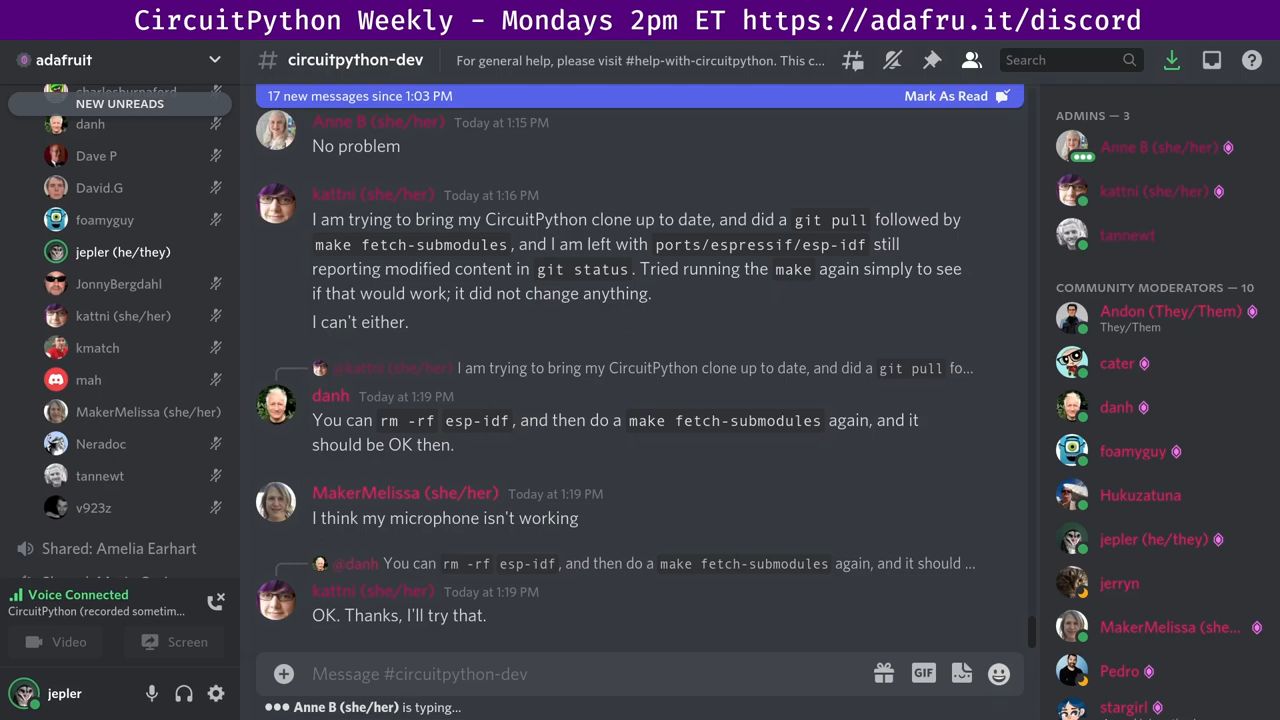 CircuitPython Weekly - Mondays 2pm ET https://adafru.it/discord
adafruit
charlesburnaford
NEW UNREADS
danh
Dave P
David.G
foamyguy
jepler (he/they)
JonnyBergdahl
kattni (she/her)
kmatch
mah
MakerMelissa (she/her)
Neradoc
tannewt
v923z
Shared: Amelia Earhart
Voice Connected
CircuitPython (recorded sometim...
Video
Screen
jepler
# circuitpython-dev
For general help, please visit #help-with-circuitpython. This c...
Search
17 new messages since 1:03 PM
Mark As Read
Anne B (she/her) Today at 1:15 PM
No problem
kattni (she/her) Today at 1:16 PM
I am trying to bring my CircuitPython clone up to date, and did a git pull followed by
make fetch-submodules, and I am left with ports/espressif/esp-idf still
reporting modified content in git status. Tried running the make again simply to see
if that would work; it did not change anything.
I can't either.
@kattni (she/her) I am trying to bring my CircuitPython clone up to date, and did a git pull fo...
danh Today at 1:19 PM
You can rm -rf esp-idf, and then do a make fetch-submodules again, and it
should be OK then.
MakerMelissa (she/her) Today at 1:19 PM
I think my microphone isn't working
@danh You can rm -rf esp-idf, and then do a make fetch-submodules again, and it should ...
kattni (she/her) Today at 1:19 PM
OK. Thanks, I'll try that.
Message #circuitpython-dev
GIF
Anne B (she/her) is typing...
ADMINS — 3
Anne B (she/her)
kattni (she/her)
tannewt
COMMUNITY MODERATORS — 10
Andon (They/Them)
They/Them
cater
danh
foamyguy
Hukuzatuna
jepler (he/they)
jerryn
MakerMelissa (she...
Pedro
stargirl